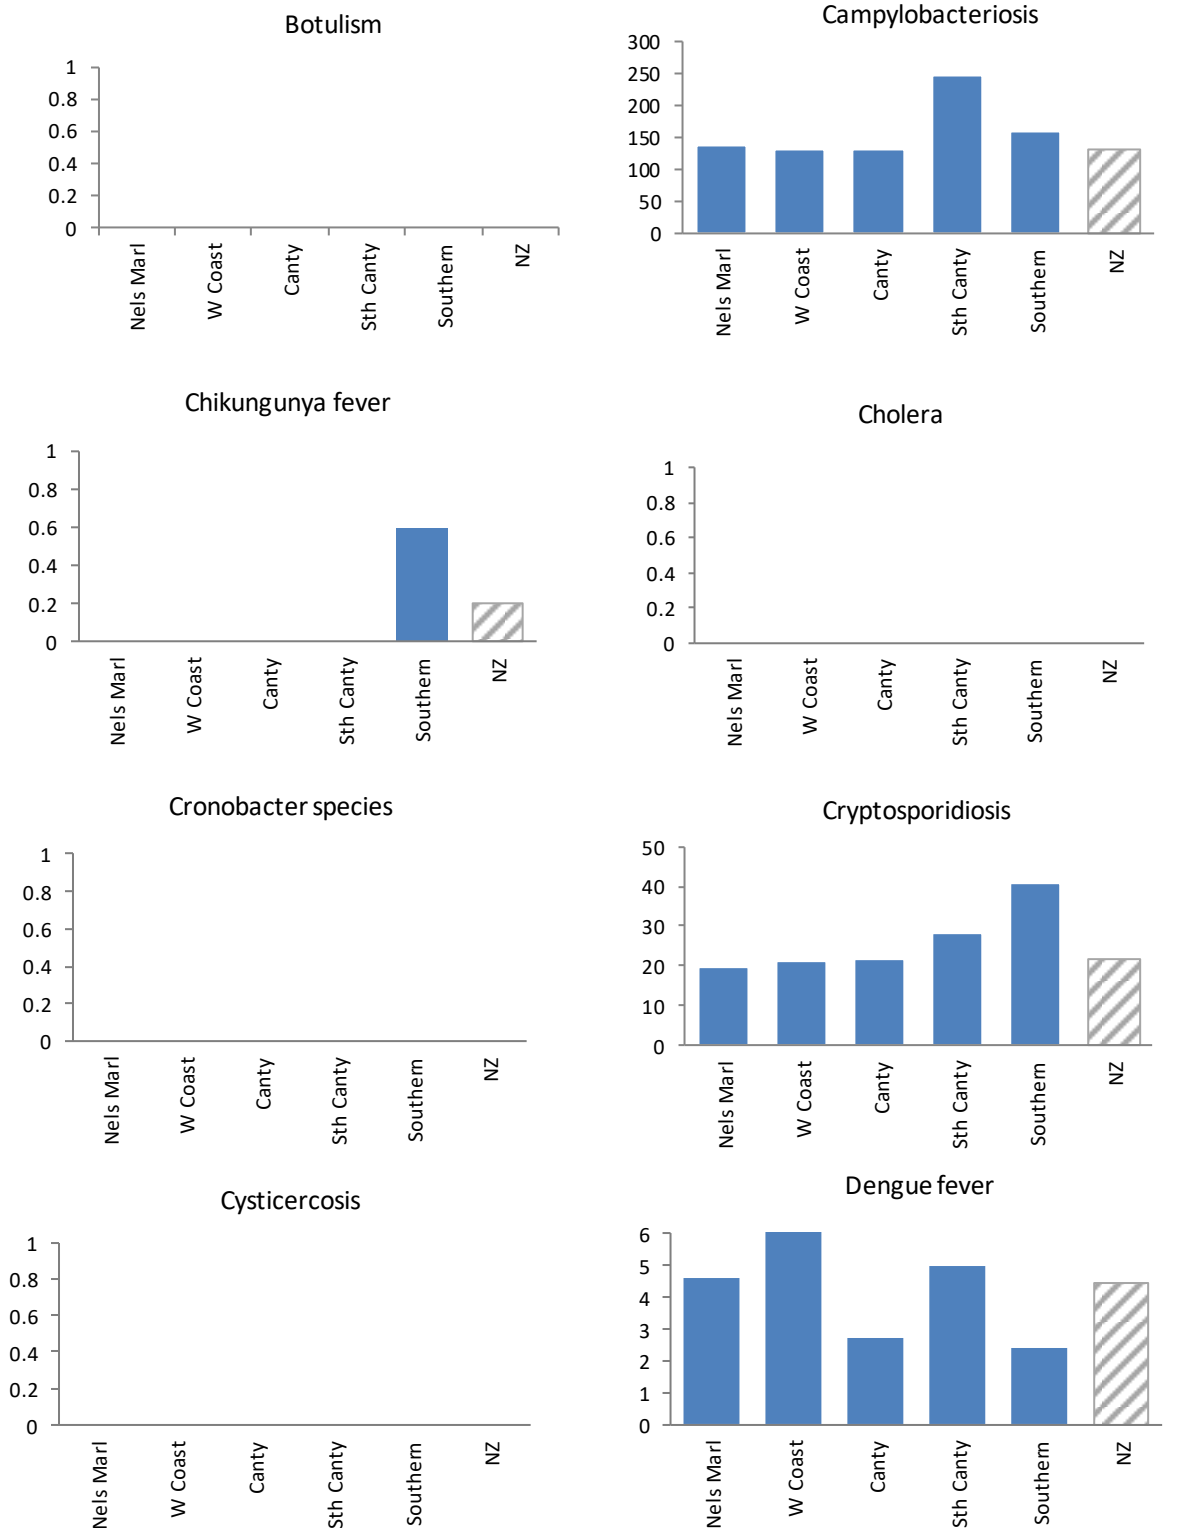 Botulism
1
0.8
0.6
0.4
0.2
0
Nels Marl
W Coast
Canty
Sth Canty
Southern
NZ
Campylobacteriosis
300
250
200
150
100
50
0
Nels Marl
W Coast
Canty
Sth Canty
Southern
NZ
Chikungunya fever
1
0.8
0.6
0.4
0.2
0
Nels Marl
W Coast
Canty
Sth Canty
Southern
NZ
Cholera
1
0.8
0.6
0.4
0.2
0
Nels Marl
W Coast
Canty
Sth Canty
Southern
NZ
Cronobacter species
1
0.8
0.6
0.4
0.2
0
Nels Marl
W Coast
Canty
Sth Canty
Southern
NZ
Cryptosporidiosis
50
40
30
20
10
0
Nels Marl
W Coast
Canty
Sth Canty
Southern
NZ
Cysticercosis
1
0.8
0.6
0.4
0.2
0
Nels Marl
W Coast
Canty
Sth Canty
Southern
NZ
Dengue fever
6
5
4
3
2
1
0
Nels Marl
W Coast
Canty
Sth Canty
Southern
NZ